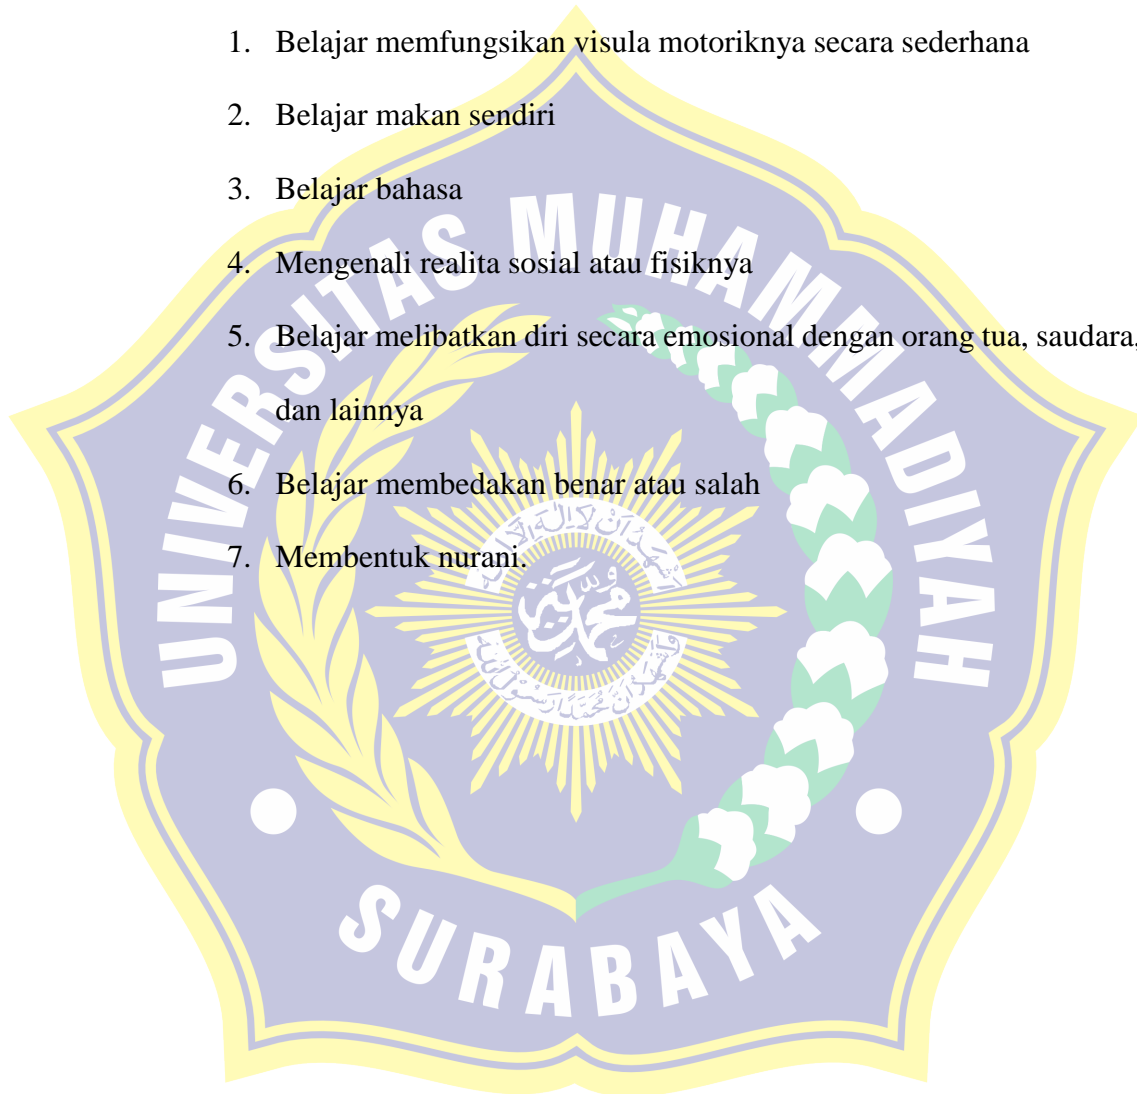 1. Belajar memfungsikan visula motoriknya secara sederhana
2. Belajar makan sendiri
3. Belajar bahasa
4. Mengenali realita sosial atau fisiknya
5. Belajar melibatkan diri secara emosional dengan orang tua, saudara,
dan lainnya
6. Belajar membedakan benar atau salah
7. Membentuk nurani.
UNIVERSITAS MUHAMMADIYAH
SURABAYA
محمد